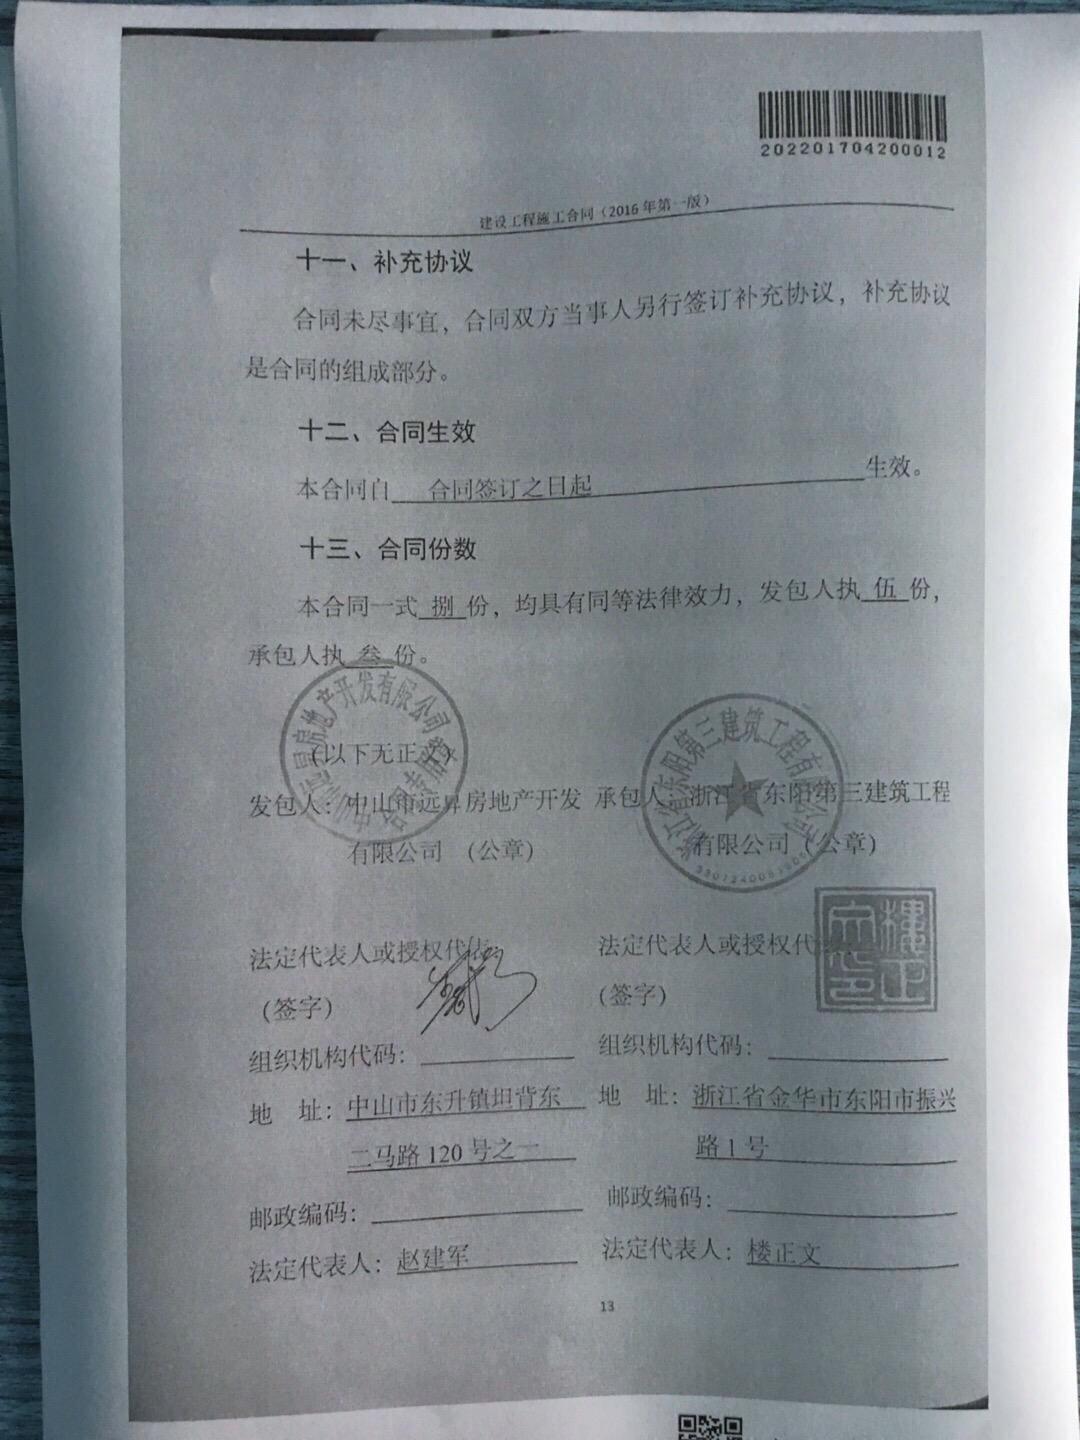 202201704200012
建设工程施工合同（2016年第一版）
十一、补充协议
合同未尽事宜，合同双方当事人另行签订补充协议，补充协议
是合同的组成部分。
十二、合同生效
本合同自 合同签订之日起 生效。
十三、合同份数
本合同一式 捌 份，均具有同等法律效力，发包人执 伍 份，
承包人执 叁 份。
（以下无正文）
发包人：中山市远昇房地产开发 承包人：浙江省东阳第三建筑工程
有限公司 （公章） 有限公司（公章）
法定代表人或授权代表 法定代表人或授权代
（签字） （签字）
组织机构代码： 组织机构代码：
地 址：中山市东升镇坦背东 地 址：浙江省金华市东阳市振兴
二马路 120 号之一 路 1 号
邮政编码： 邮政编码：
法定代表人：赵建军 法定代表人：楼正文
13